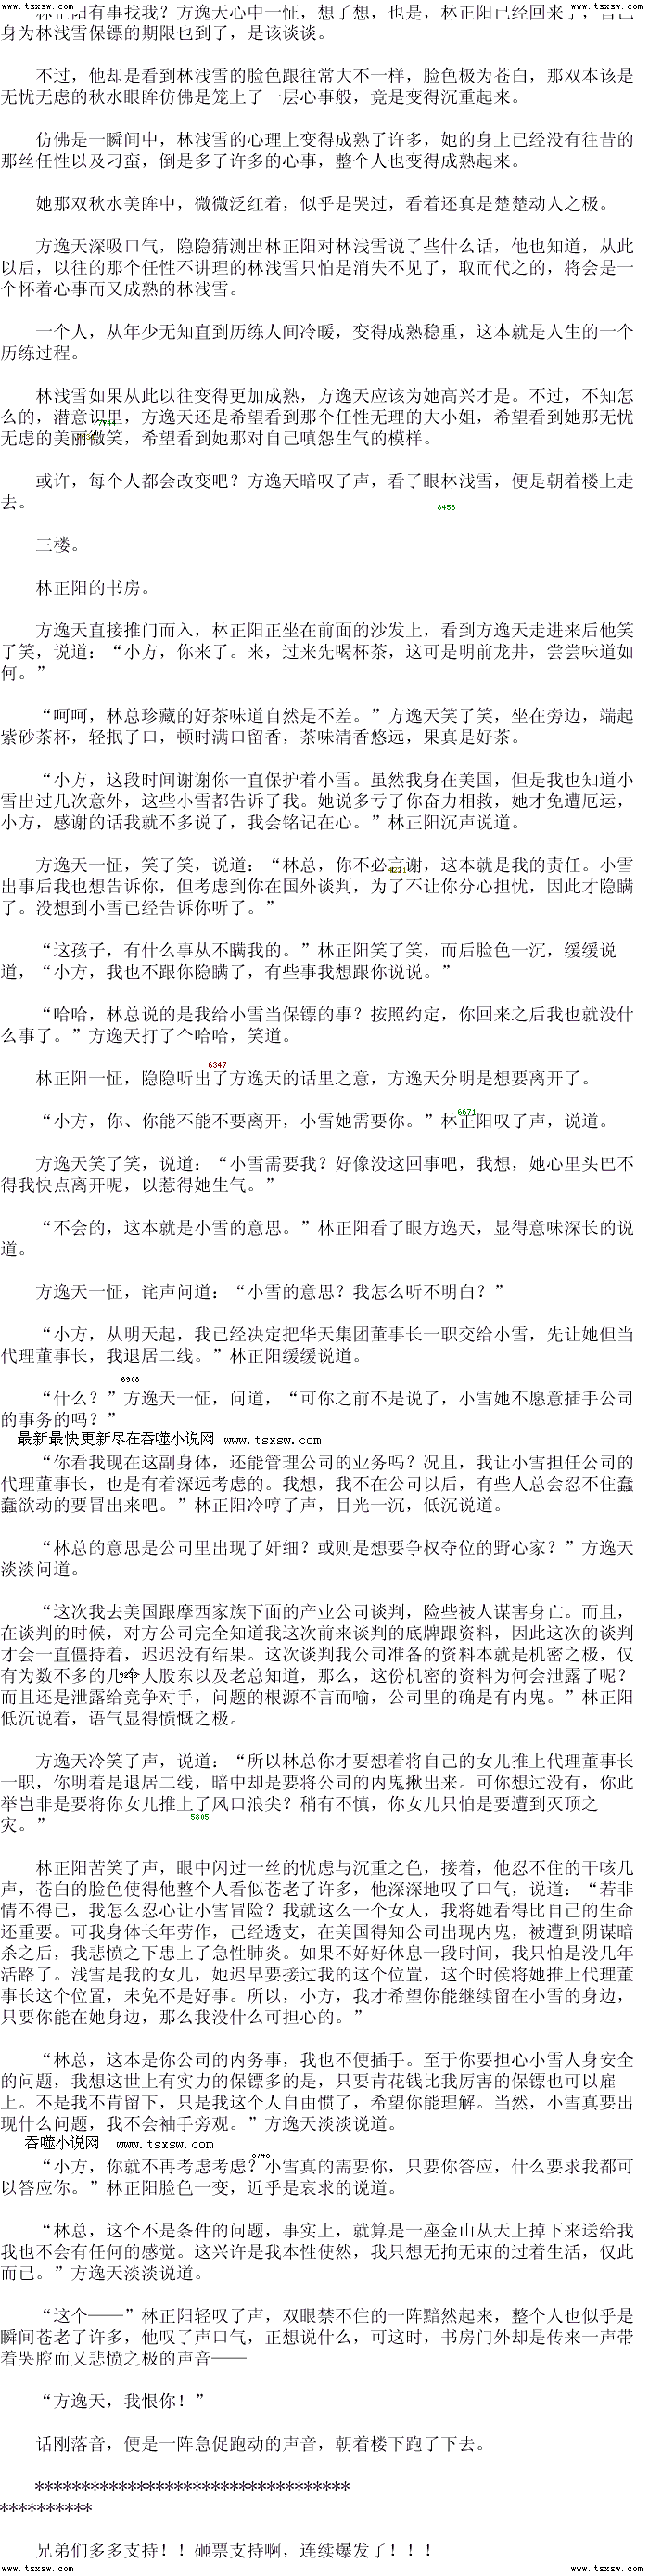 www.tsxsw.com www.tsxsw.com
林正阳有事找我？方逸天心中一怔，想了想，也是，林正阳已经回来了，自己
身为林浅雪保镖的期限也到了，是该谈谈。
不过，他却是看到林浅雪的脸色跟往常大不一样，脸色极为苍白，那双本该是
无忧无虑的秋水眼眸仿佛是笼上了一层心事般，竟是变得沉重起来。
仿佛是一瞬间中，林浅雪的心理上变得成熟了许多，她的身上已经没有往昔的
那丝任性以及刁蛮，倒是多了许多的心事，整个人也变得成熟起来。
她那双秋水美眸中，微微泛红着，似乎是哭过，看着还真是楚楚动人之极。
方逸天深吸口气，隐隐猜测出林正阳对林浅雪说了些什么话，他也知道，从此
以后，以往的那个任性不讲理的林浅雪只怕是消失不见了，取而代之的，将会是一
个怀着心事而又成熟的林浅雪。
一个人，从年少无知直到历练人间冷暖，变得成熟稳重，这本就是人生的一个
历练过程。
林浅雪如果从此以往变得更加成熟，方逸天应该为她高兴才是。不过，不知怎
么的，潜意识里，方逸天还是希望看到那个任性无理的大小姐，希望看到她那无忧
7944
无虑的美丽微笑，希望看到她那对自己嗔怨生气的模样。
或许，每个人都会改变吧？方逸天暗叹了声，看了眼林浅雪，便是朝着楼上走
去。
8458
三楼。
林正阳的书房。
方逸天直接推门而入，林正阳正坐在前面的沙发上，看到方逸天走进来后他笑
了笑，说道：“小方，你来了。来，过来先喝杯茶，这可是明前龙井，尝尝味道如
何。”
“呵呵，林总珍藏的好茶味道自然是不差。”方逸天笑了笑，坐在旁边，端起
紫砂茶杯，轻抿了口，顿时满口留香，茶味清香悠远，果真是好茶。
“小方，这段时间谢谢你一直保护着小雪。虽然我身在美国，但是我也知道小
雪出过几次意外，这些小雪都告诉了我。她说多亏了你奋力相救，她才免遭厄运，
小方，感谢的话我就不多说了，我会铭记在心。”林正阳沉声说道。
方逸天一怔，笑了笑，说道：“林总，你不必言谢，这本就是我的责任。小雪
出事后我也想告诉你，但考虑到你在国外谈判，为了不让你分心担忧，因此才隐瞒
了。没想到小雪已经告诉你听了。”
“这孩子，有什么事从不瞒我的。”林正阳笑了笑，而后脸色一沉，缓缓说
道，“小方，我也不跟你隐瞒了，有些事我想跟你说说。”
“哈哈，林总说的是我给小雪当保镖的事？按照约定，你回来之后我也就没什
么事了。”方逸天打了个哈哈，笑道。
6347
林正阳一怔，隐隐听出了方逸天的话里之意，方逸天分明是想要离开了。
6671
“小方，你、你能不能不要离开，小雪她需要你。”林正阳叹了声，说道。
方逸天笑了笑，说道：“小雪需要我？好像没这回事吧，我想，她心里头巴不
得我快点离开呢，以惹得她生气。”
“不会的，这本就是小雪的意思。”林正阳看了眼方逸天，显得意味深长的说
道。
方逸天一怔，诧声问道：“小雪的意思？我怎么听不明白？”
“小方，从明天起，我已经决定把华天集团董事长一职交给小雪，先让她但当
代理董事长，我退居二线。”林正阳缓缓说道。
6908
“什么？”方逸天一怔，问道，“可你之前不是说了，小雪她不愿意插手公司
的事务的吗？”
最新最快更新尽在吞噬小说网 www.tsxsw.com
“你看我现在这副身体，还能管理公司的业务吗？况且，我让小雪担任公司的
代理董事长，也是有着深远考虑的。我想，我不在公司以后，有些人总会忍不住蠢
蠢欲动的要冒出来吧。”林正阳冷哼了声，目光一沉，低沉说道。
“林总的意思是公司里出现了奸细？或则是想要争权夺位的野心家？”方逸天
淡淡问道。
“这次我去美国跟摩西家族下面的产业公司谈判，险些被人谋害身亡。而且，
在谈判的时候，对方公司完全知道我这次前来谈判的底牌跟资料，因此这次的谈判
才会一直僵持着，迟迟没有结果。这次谈判我公司准备的资料本就是机密之极，仅
有为数不多的几个大股东以及老总知道，那么，这份机密的资料为何会泄露了呢？
而且还是泄露给竞争对手，问题的根源不言而喻，公司里的确是有内鬼。”林正阳
低沉说着，语气显得愤慨之极。
方逸天冷笑了声，说道：“所以林总你才要想着将自己的女儿推上代理董事长
一职，你明着是退居二线，暗中却是要将公司的内鬼揪出来。可你想过没有，你此
举岂非是要将你女儿推上了风口浪尖？稍有不慎，你女儿只怕是要遭到灭顶之
灾。”
5805
林正阳苦笑了声，眼中闪过一丝的忧虑与沉重之色，接着，他忍不住的干咳几
声，苍白的脸色使得他整个人看似苍老了许多，他深深地叹了口气，说道：“若非
情不得已，我怎么忍心让小雪冒险？我就这么一个女人，我将她看得比自己的生命
还重要。可我身体长年劳作，已经透支，在美国得知公司出现内鬼，被遭到阴谋暗
杀之后，我悲愤之下患上了急性肺炎。如果不好好休息一段时间，我只怕是没几年
活路了。浅雪是我的女儿，她迟早要接过我的这个位置，这个时侯将她推上代理董
事长这个位置，未免不是好事。所以，小方，我才希望你能继续留在小雪的身边，
只要你能在她身边，那么我没什么可担心的。”
“林总，这本是你公司的内务事，我也不便插手。至于你要担心小雪人身安全
的问题，我想这世上有实力的保镖多的是，只要肯花钱比我厉害的保镖也可以雇
上。不是我不肯留下，只是我这个人自由惯了，希望你能理解。当然，小雪真要出
现什么问题，我不会袖手旁观。”方逸天淡淡说道。
吞噬小说网 www.tsxsw.com
“小方，你就不再考虑考虑？小雪真的需要你，只要你答应，什么要求我都可
以答应你。”林正阳脸色一变，近乎是哀求的说道。
“林总，这个不是条件的问题，事实上，就算是一座金山从天上掉下来送给我
我也不会有任何的感觉。这兴许是我本性使然，我只想无拘无束的过着生活，仅此
而已。”方逸天淡淡说道。
“这个——”林正阳轻叹了声，双眼禁不住的一阵黯然起来，整个人也似乎是
瞬间苍老了许多，他叹了声口气，正想说什么，可这时，书房门外却是传来一声带
着哭腔而又悲愤之极的声音——
“方逸天，我恨你！”
话刚落音，便是一阵急促跑动的声音，朝着楼下跑了下去。
**********************************
**********
兄弟们多多支持！！砸票支持啊，连续爆发了！！！
www.tsxsw.com www.tsxsw.com